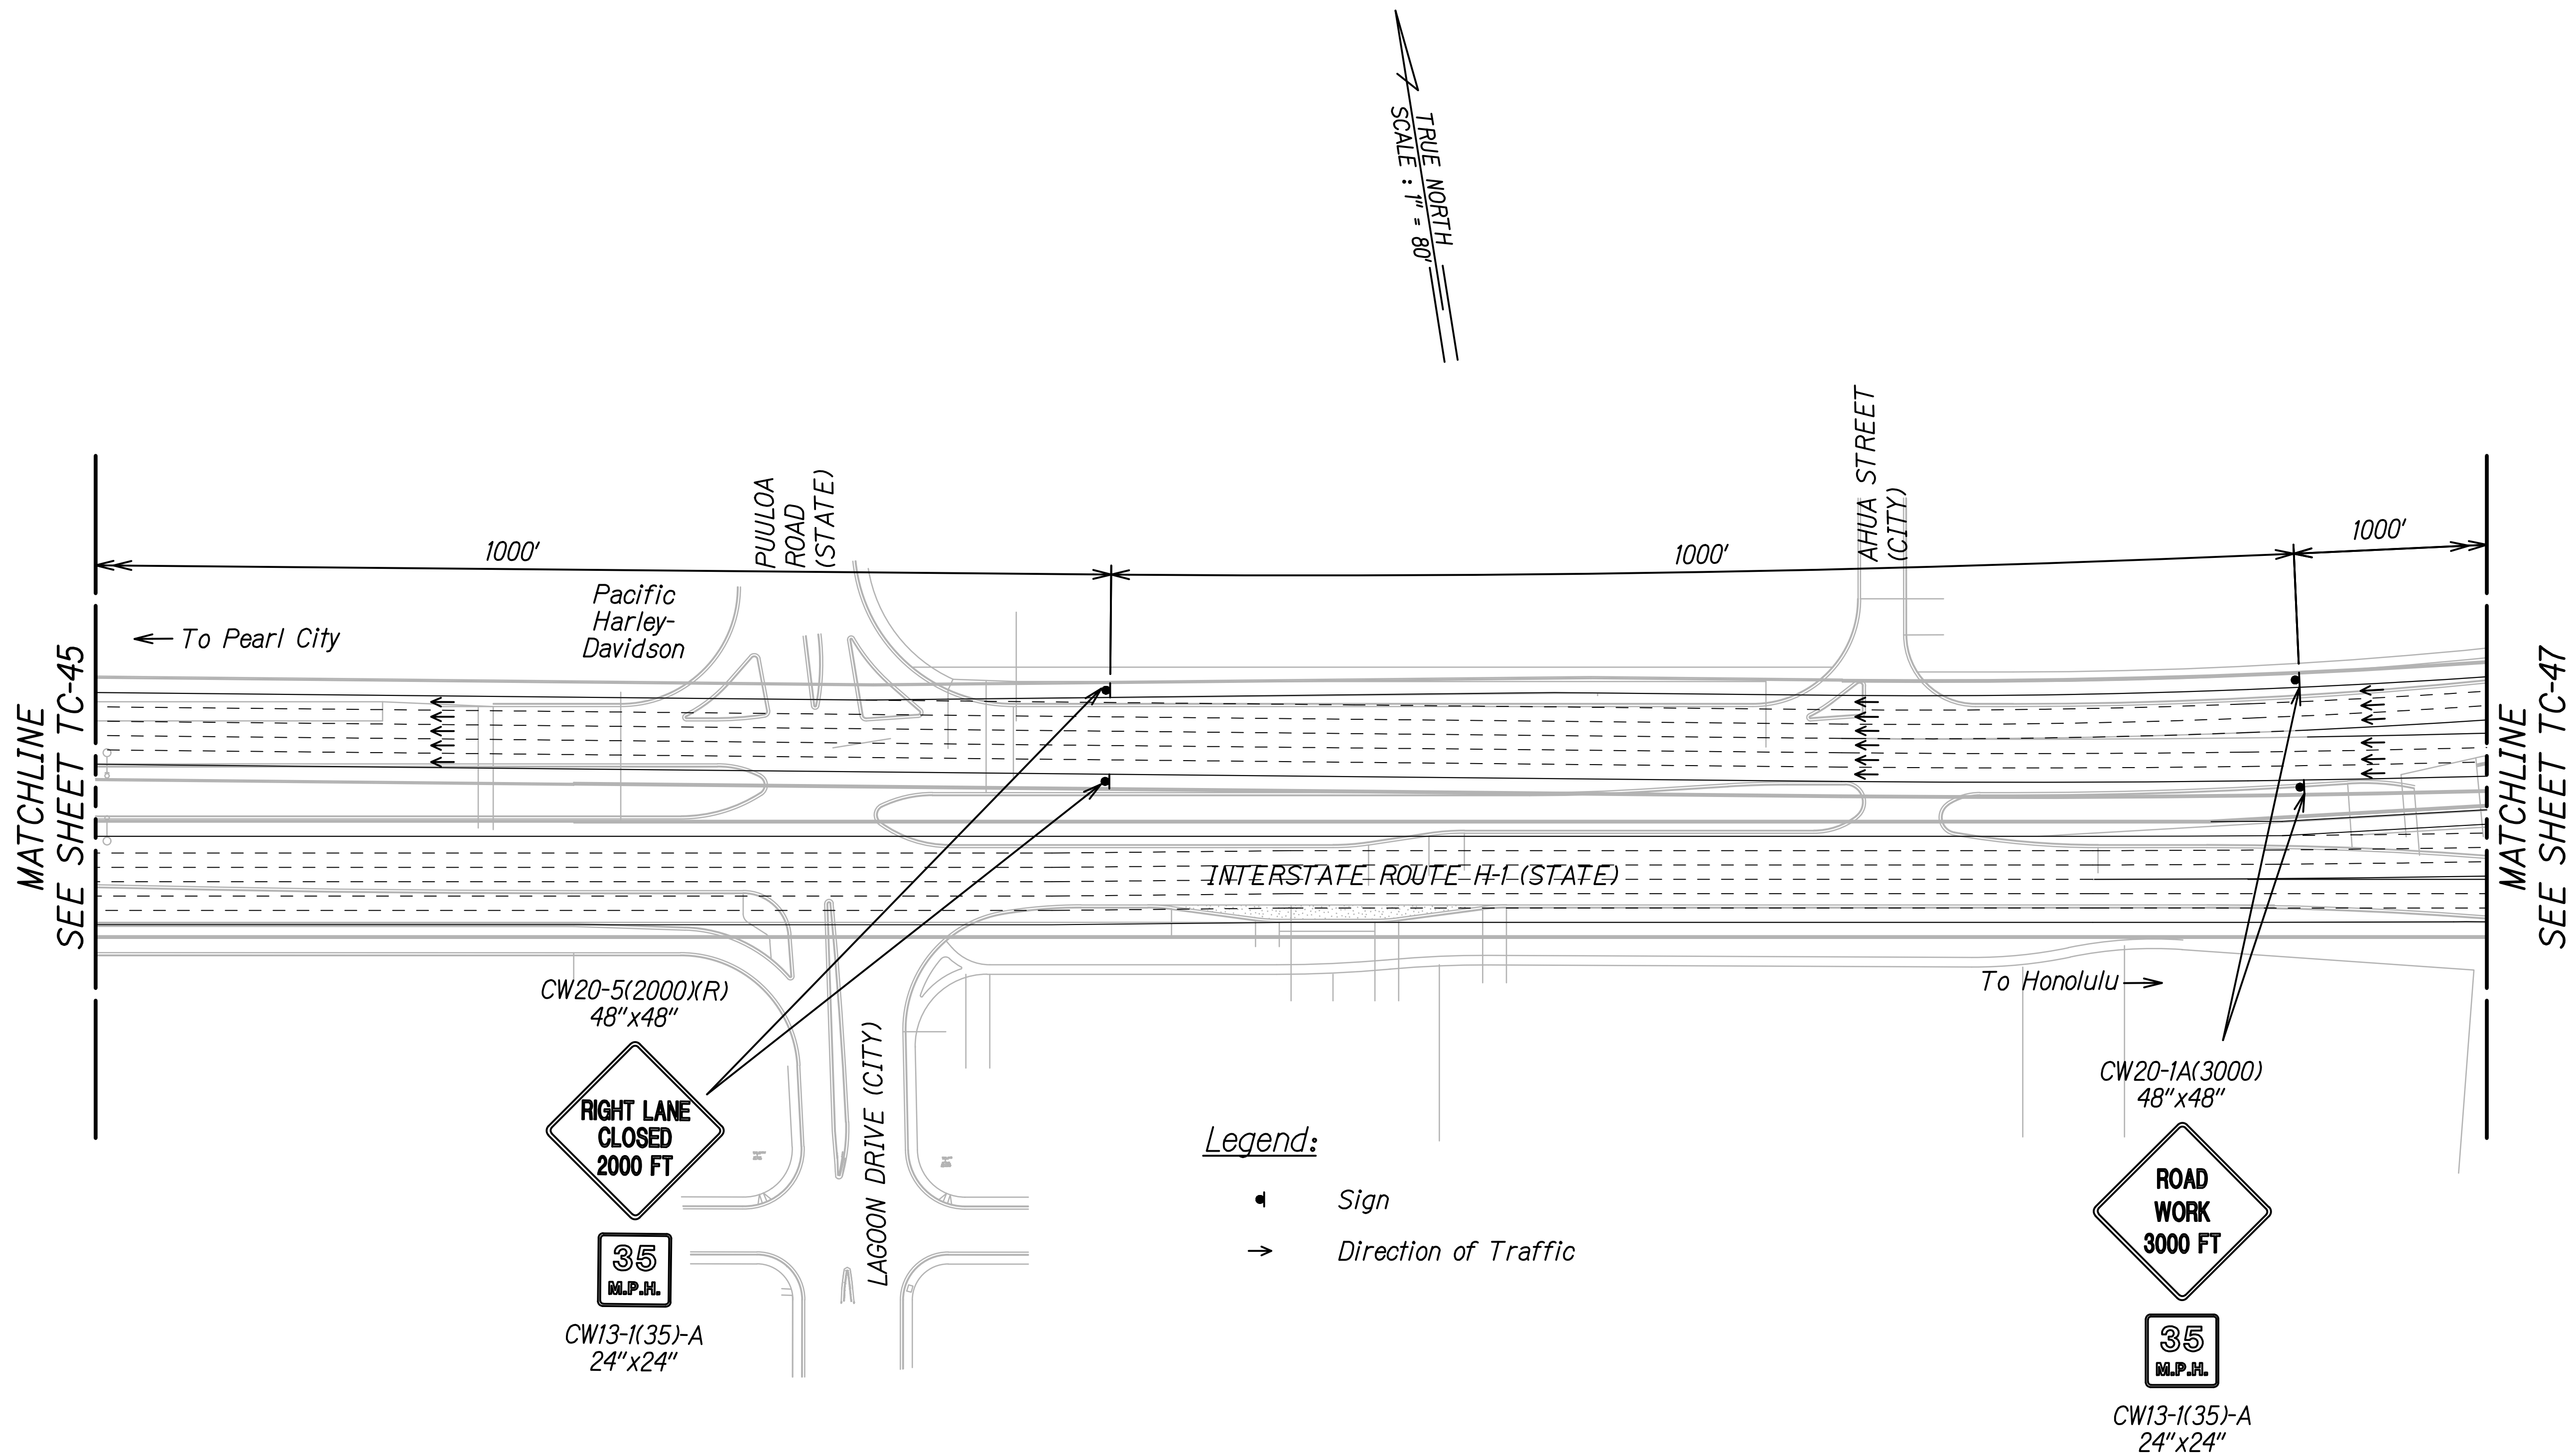 TRUE NORTH
SCALE : 1" = 80'
AHUA STREET
(CITY)
PUULOA
ROAD
(STATE)
1000'
1000'
1000'
Pacific
Harley-
Davidson
To Pearl City
MATCHLINE
SEE SHEET TC-45
MATCHLINE
SEE SHEET TC-47
INTERSTATE ROUTE H-1 (STATE)
To Honolulu
CW20-5(2000)(R)
48"x48"
RIGHT LANE
CLOSED
2000 FT
35
M.P.H.
CW13-1(35)-A
24"x24"
LAGOON DRIVE (CITY)
Legend:
Sign
Direction of Traffic
CW20-1A(3000)
48"x48"
ROAD
WORK
3000 FT
35
M.P.H.
CW13-1(35)-A
24"x24"